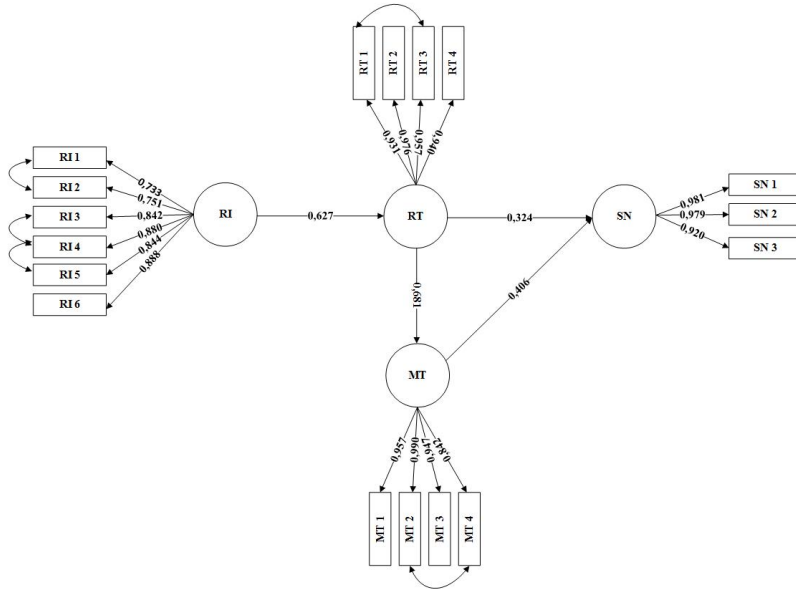 RT 1
RT 2
RT 3
RT 4
0,931
0,976
0,957
0,940
RI 1
RI 2
RI 3
RI 4
RI 5
RI 6
0,733
0,751
0,842
0,880
0,844
0,888
RI
0,627
RT
0,324
SN
0,981
0,979
0,920
SN 1
SN 2
SN 3
0,681
0,406
MT
0,957
0,990
0,947
0,842
MT 1
MT 2
MT 3
MT 4